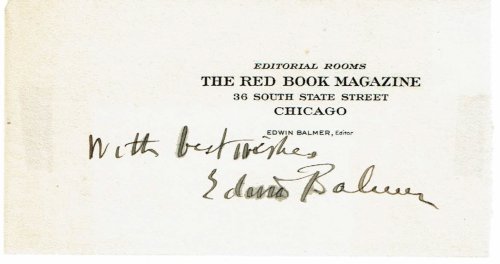 EDITORIAL ROOMS
THE RED BOOK MAGAZINE
36 SOUTH STATE STREET
CHICAGO
EDWIN BALMER, Editor
With best wishes
Edwin Balmer